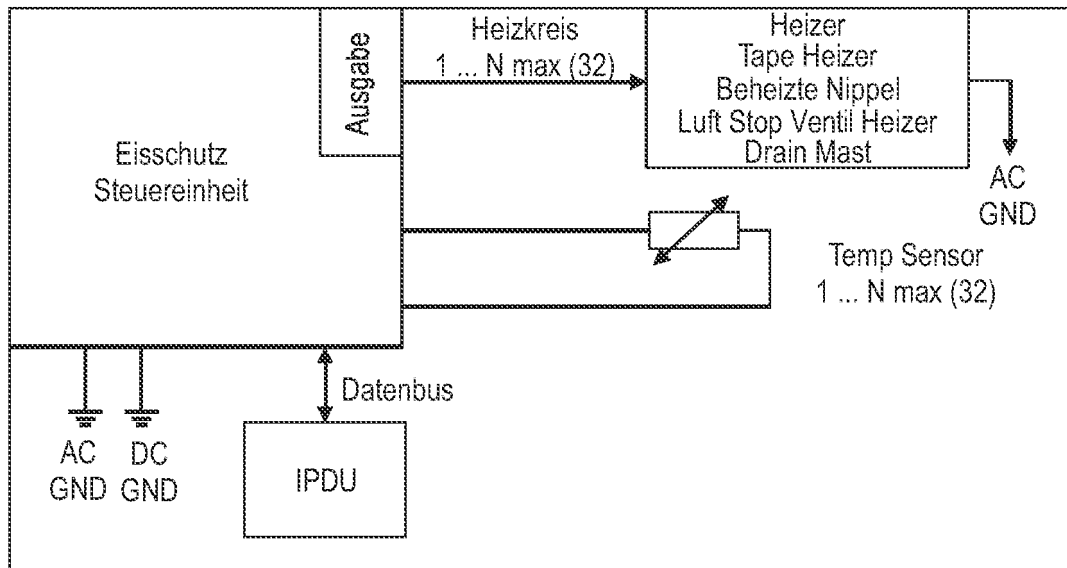 Eisschutz
Steuereinheit
Ausgabe
Heizkreis
1 ... N max (32)
Heizer
Tape Heizer
Beheizte Nippel
Luft Stop Ventil Heizer
Drain Mast
AC
GND
Temp Sensor
1 ... N max (32)
AC
GND
DC
GND
Datenbus
IPDU